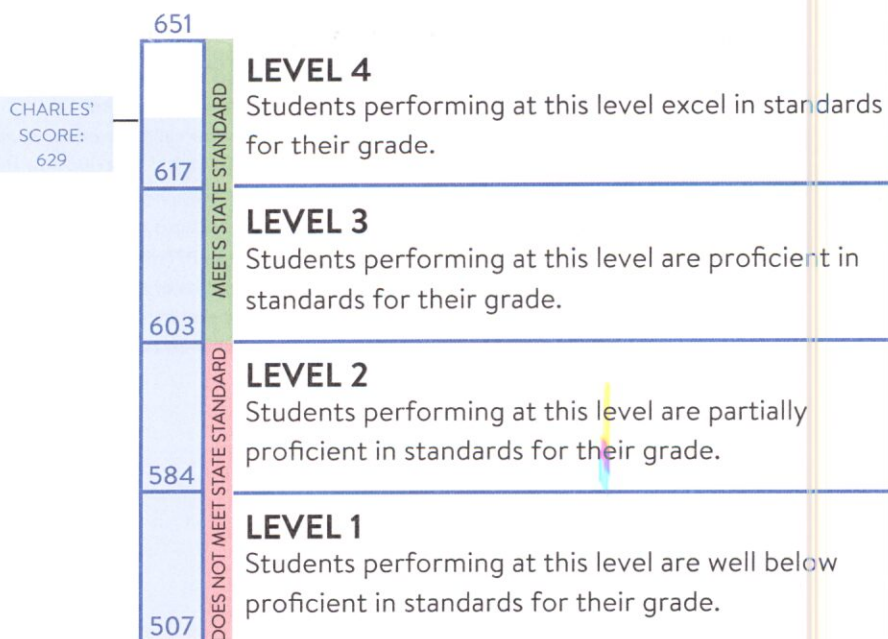 651
CHARLES'
SCORE:
629
MEETS STATE STANDARD
LEVEL 4
Students performing at this level excel in standards
for their grade.
617
LEVEL 3
Students performing at this level are proficient in
standards for their grade.
603
DOES NOT MEET STATE STANDARD
LEVEL 2
Students performing at this level are partially
proficient in standards for their grade.
584
LEVEL 1
Students performing at this level are well below
proficient in standards for their grade.
507